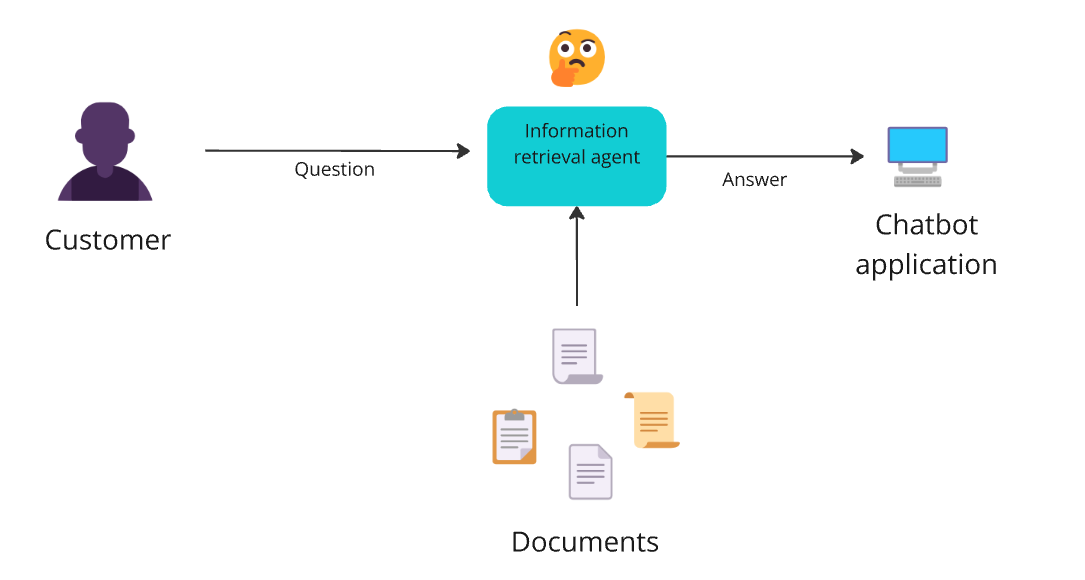 Information
retrieval agent
Question
Answer
Customer
Chatbot
application
Documents